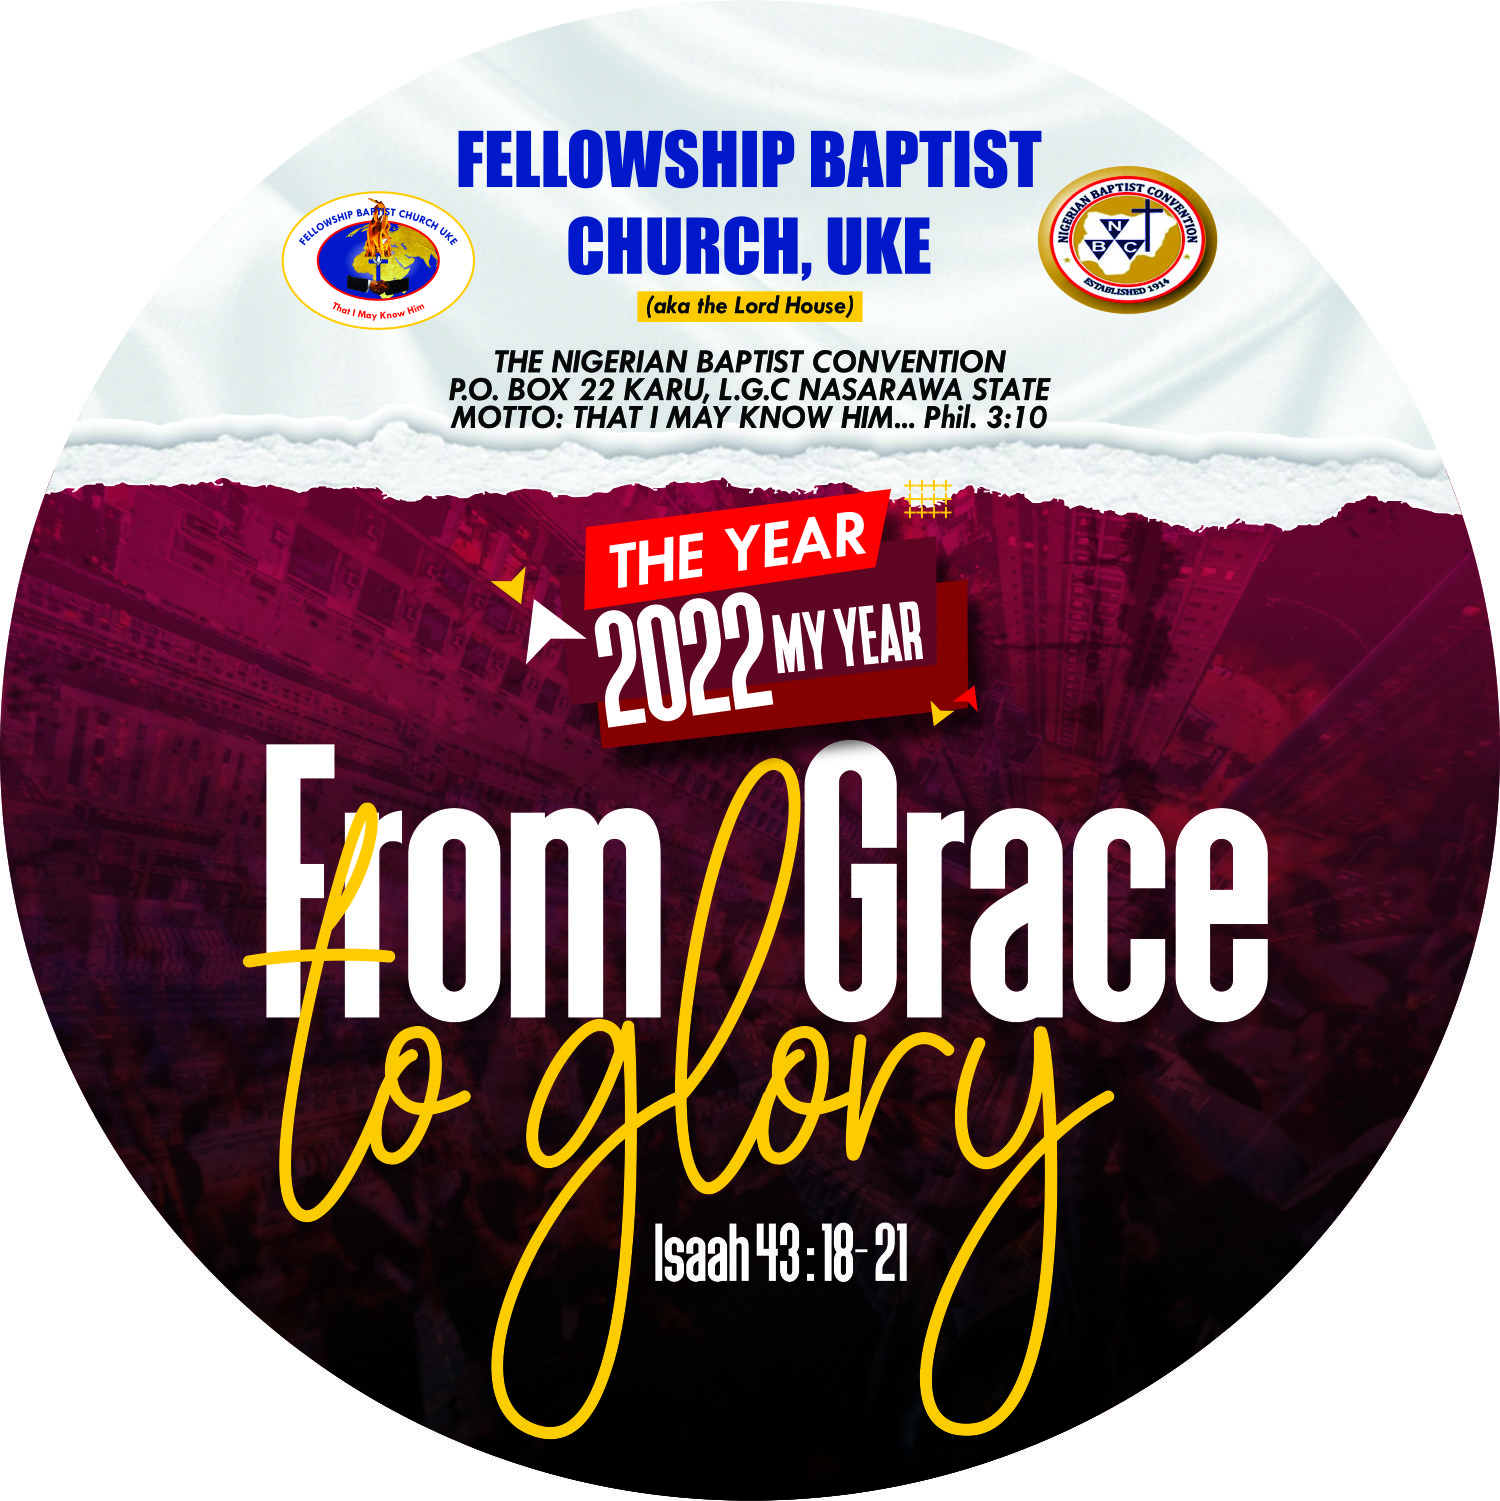 FELLOWSHIP BAPTIST
CHURCH, UKE
(aka the Lord House)
FELLOWSHIP BAPTIST CHURCH UKE
That I May Know Him
NIGERIAN BAPTIST CONVENTION
N
B C
ESTABLISHED 1914
THE NIGERIAN BAPTIST CONVENTION
P.O. BOX 22 KARU, L.G.C NASARAWA STATE
MOTTO: THAT I MAY KNOW HIM... Phil. 3:10
THE YEAR
2022 MY YEAR
From Grace
to glory
Isaah 43 : 18 - 21